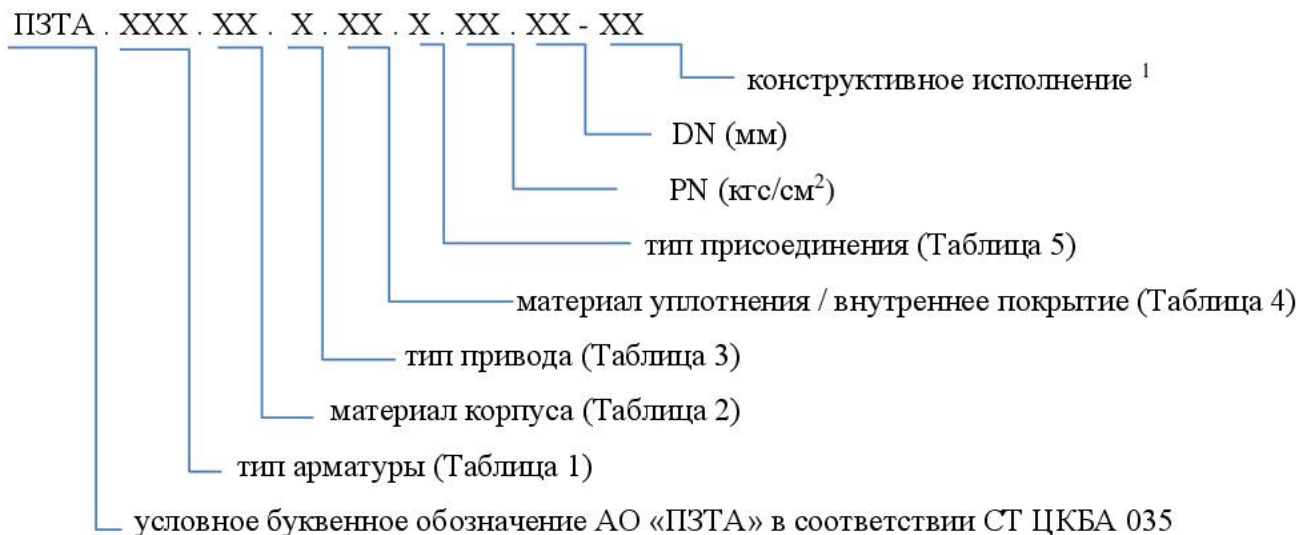 ПЗТА . ХХХ . ХХ . Х . ХХ . Х . ХХ . ХХ - ХХ
конструктивное исполнение ¹
DN (мм)
PN (кгс/см²)
тип присоединения (Таблица 5)
материал уплотнения / внутреннее покрытие (Таблица 4)
тип привода (Таблица 3)
материал корпуса (Таблица 2)
тип арматуры (Таблица 1)
условное буквенное обозначение АО «ПЗТА» в соответствии СТ ЦКБА 035